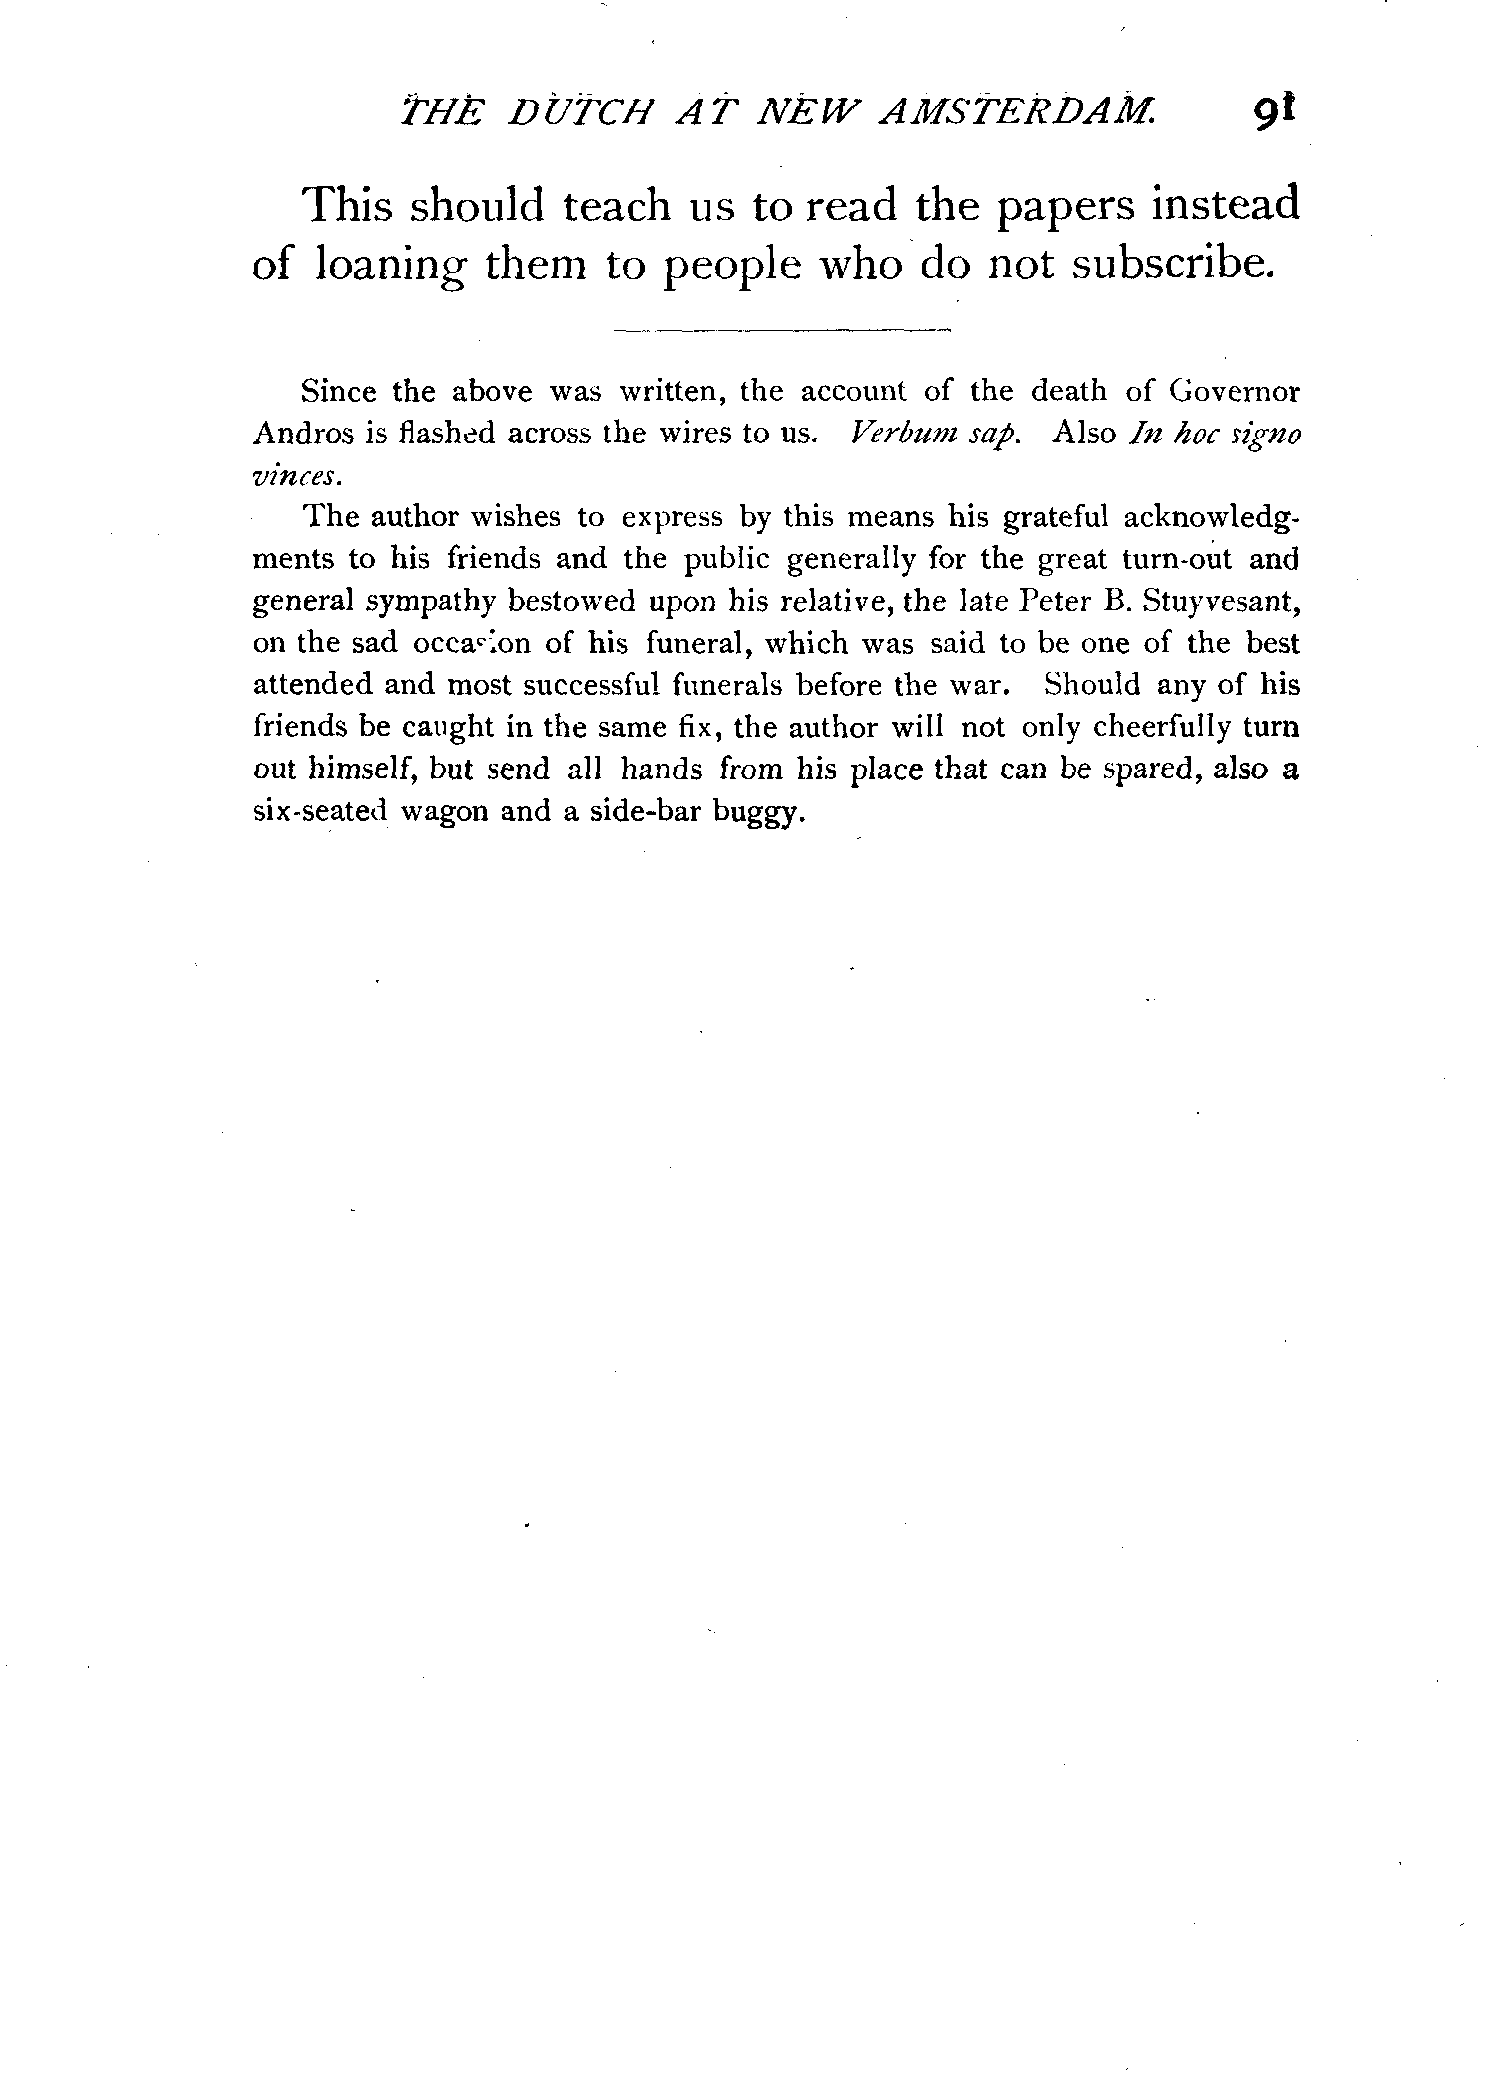 THE DUTCH AT NEW AMSTERDAM. 91
This should teach us to read the papers instead
of loaning them to people who do not subscribe.
Since the above was written, the account of the death of Governor
Andros is flashed across the wires to us. Verbum sap. Also In hoc signo
vinces.
The author wishes to express by this means his grateful acknowledg-
ments to his friends and the public generally for the great turn-out and
general sympathy bestowed upon his relative, the late Peter B. Stuyvesant,
on the sad occasion of his funeral, which was said to be one of the best
attended and most successful funerals before the war. Should any of his
friends be caught in the same fix, the author will not only cheerfully turn
out himself, but send all hands from his place that can be spared, also a
six-seated wagon and a side-bar buggy.